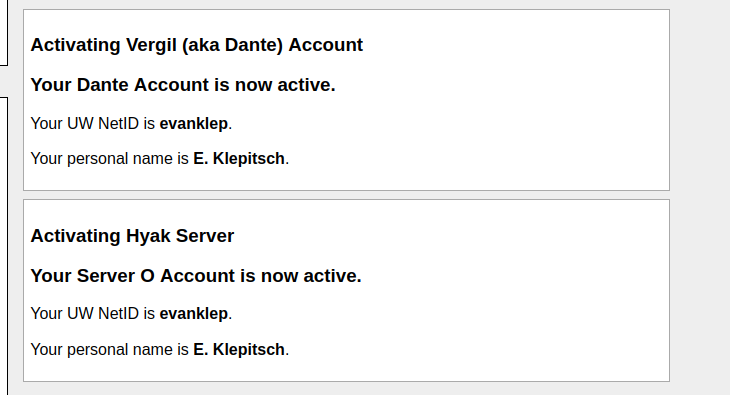 Activating Vergil (aka Dante) Account
Your Dante Account is now active.
Your UW NetID is evanklep.
Your personal name is E. Klepitsch.
Activating Hyak Server
Your Server O Account is now active.
Your UW NetID is evanklep.
Your personal name is E. Klepitsch.